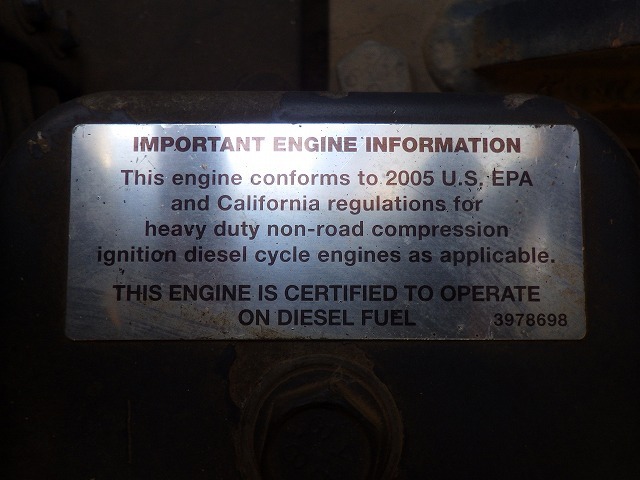 IMPORTANT ENGINE INFORMATION
This engine conforms to 2005 U.S. EPA
and California regulations for
heavy duty non-road compression
ignition diesel cycle engines as applicable.
THIS ENGINE IS CERTIFIED TO OPERATE
ON DIESEL FUEL 3978698